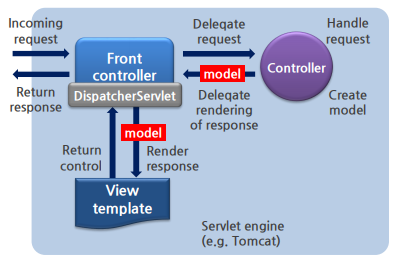 Incoming
request
Return
response
Front
controller
DispatcherServlet
Delegate
request
model
Delegate
rendering
of response
Handle
request
Controller
Create
model
Return
control
model
Render
response
View
template
Servlet engine
(e.g. Tomcat)